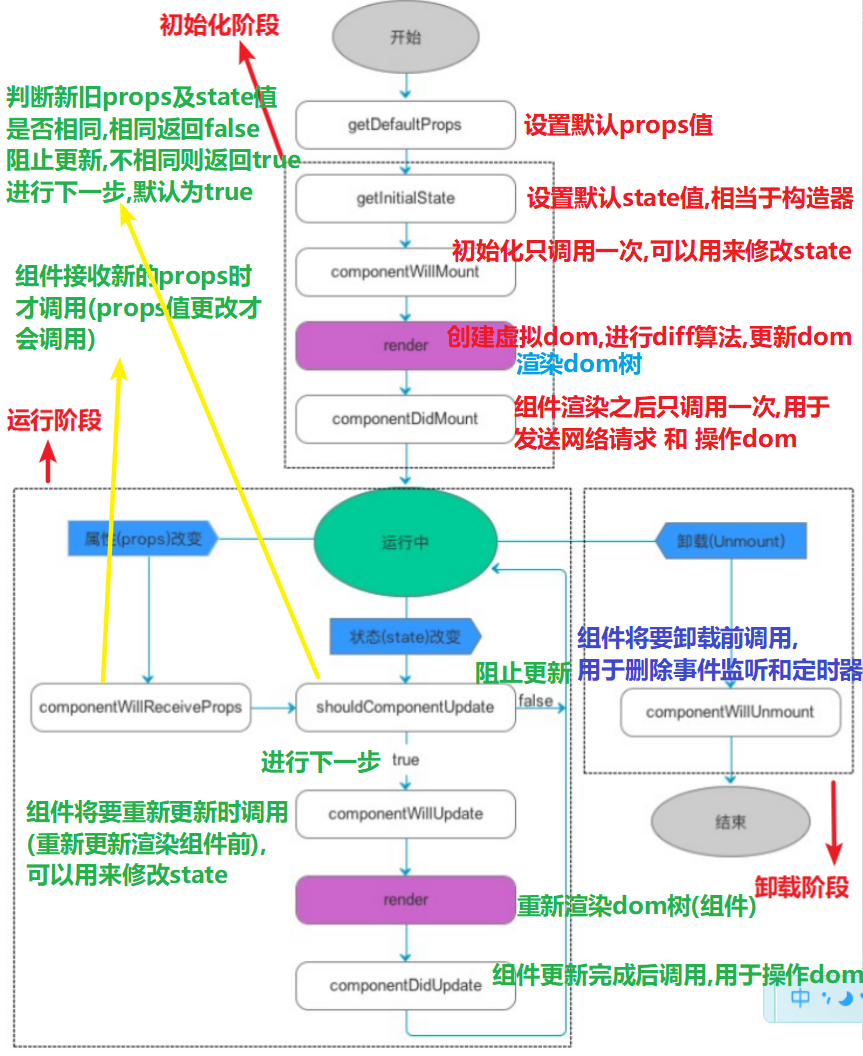 初始化阶段
开始
判断新旧props及state值
是否相同,相同返回false
阻止更新,不相同则返回true
进行下一步,默认为true
getDefaultProps
设置默认props值
getInitialState
设置默认state值,相当于构造器
componentWillMount
初始化只调用一次,可以用来修改state
组件接收新的props时
才调用(props值更改才
会调用)
render
创建虚拟dom,进行diff算法,更新dom
渲染dom树
componentDidMount
组件渲染之后只调用一次,用于
发送网络请求 和 操作dom
运行阶段
属性(props)改变
运行中
卸载(Unmount)
状态(state)改变
组件将要卸载前调用,
用于删除事件监听和定时器
阻止更新
componentWillReceiveProps
shouldComponentUpdate
false
componentWillUnmount
进行下一步
true
组件将要重新更新时调用
(重新更新渲染组件前),
可以用来修改state
componentWillUpdate
结束
卸载阶段
render
重新渲染dom树(组件)
componentDidUpdate
组件更新完成后调用,用于操作dom
中